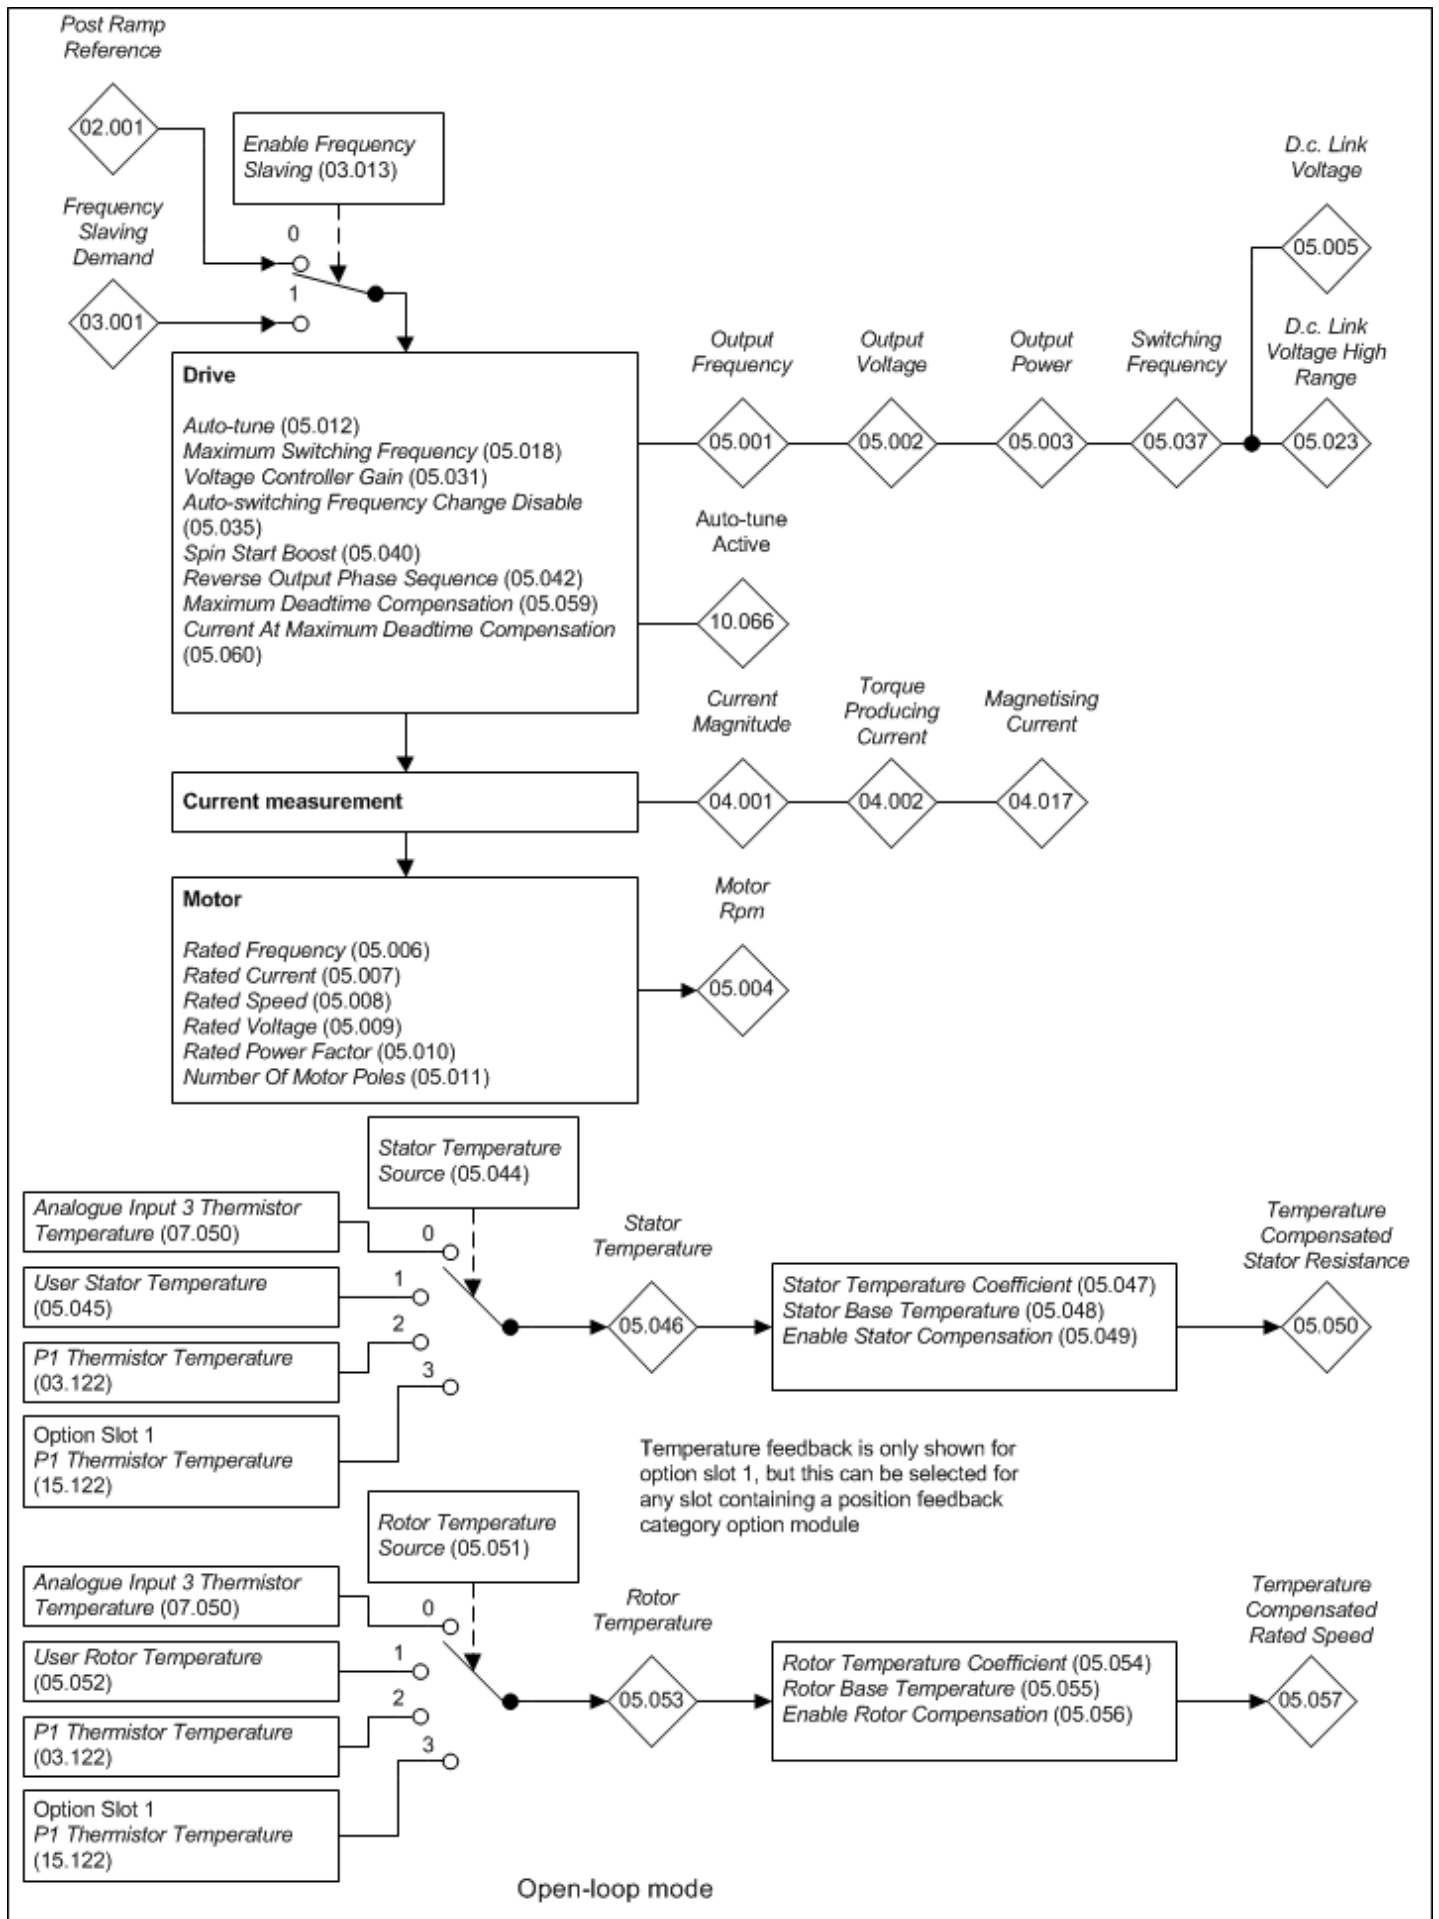 Post Ramp
Reference
02.001
Enable Frequency
Slaving (03.013)
Frequency
Slaving
Demand
0
1
03.001
D.c. Link
Voltage
05.005
Output
Frequency
Output
Voltage
Output
Power
Switching
Frequency
D.c. Link
Voltage High
Range
05.001
05.002
05.003
05.037
05.023
Drive
Auto-tune (05.012)
Maximum Switching Frequency (05.018)
Voltage Controller Gain (05.031)
Auto-switching Frequency Change Disable
(05.035)
Spin Start Boost (05.040)
Reverse Output Phase Sequence (05.042)
Maximum Deadtime Compensation (05.059)
Current At Maximum Deadtime Compensation
(05.060)
Auto-tune
Active
10.066
Current
Magnitude
Torque
Producing
Current
Magnetising
Current
Current measurement
04.001
04.002
04.017
Motor
Rated Frequency (05.006)
Rated Current (05.007)
Rated Speed (05.008)
Rated Voltage (05.009)
Rated Power Factor (05.010)
Number Of Motor Poles (05.011)
Motor
Rpm
05.004
Stator Temperature
Source (05.044)
Analogue Input 3 Thermistor
Temperature (07.050)
User Stator Temperature
(05.045)
P1 Thermistor Temperature
(03.122)
Option Slot 1
P1 Thermistor Temperature
(15.122)
0
1
2
3
Stator
Temperature
05.046
Stator Temperature Coefficient (05.047)
Stator Base Temperature (05.048)
Enable Stator Compensation (05.049)
Temperature
Compensated
Stator Resistance
05.050
Temperature feedback is only shown for
option slot 1, but this can be selected for
any slot containing a position feedback
category option module
Rotor Temperature
Source (05.051)
Analogue Input 3 Thermistor
Temperature (07.050)
User Rotor Temperature
(05.052)
P1 Thermistor Temperature
(03.122)
Option Slot 1
P1 Thermistor Temperature
(15.122)
0
1
2
3
Rotor
Temperature
05.053
Rotor Temperature Coefficient (05.054)
Rotor Base Temperature (05.055)
Enable Rotor Compensation (05.056)
Temperature
Compensated
Rated Speed
05.057
Open-loop mode